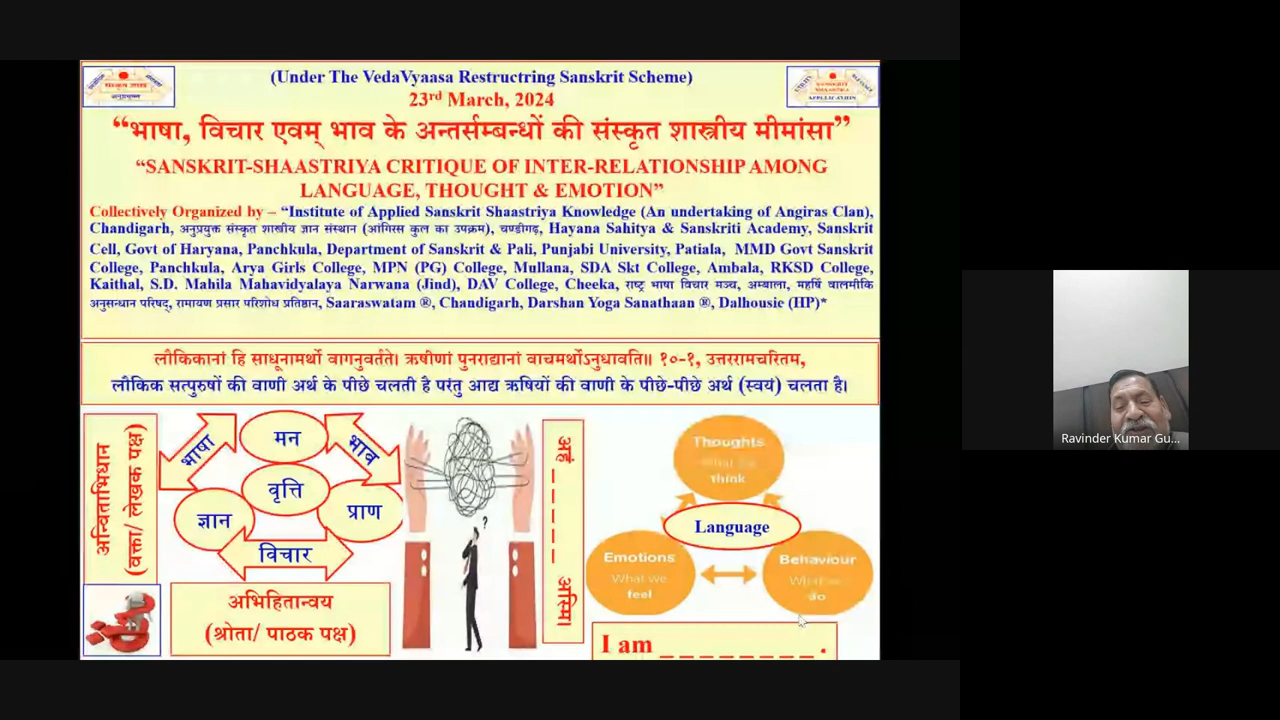 (Under The VedaVyaasa Restructring Sanskrit Scheme)
23rd March, 2024
“भाषा, विचार एवम् भाव के अन्तर्सम्बन्धों की संस्कृत शास्त्रीय मीमांसा”
“SANSKRIT-SHAASTRIYA CRITIQUE OF INTER-RELATIONSHIP AMONG
LANGUAGE, THOUGHT & EMOTION”
Collectively Organized by – “Institute of Applied Sanskrit Shaastriya Knowledge (An undertaking of Angiras Clan),
Chandigarh, अनुप्रयुक्त संस्कृत शास्त्रीय ज्ञान संस्थान (आंगिरस कुल का उपक्रम), चण्डीगढ़, Hayana Sahitya & Sanskriti Academy, Sanskrit
Cell, Govt of Haryana, Panchkula, Department of Sanskrit & Pali, Punjabi University, Patiala, MMD Govt Sanskrit
College, Panchkula, Arya Girls College, MPN (PG) College, Mullana, SDA Skt College, Ambala, RKSD College,
Kaithal, S.D. Mahila Mahavidyalaya Narwana (Jind), DAV College, Cheeka, राष्ट्र भाषा विचार मञ्च, अम्बाला, महर्षि वाल्मीकि
अनुसन्धान परिषद्, रामायण प्रसार परिशोध प्रतिष्ठान, Saaraswatam ®, Chandigarh, Darshan Yoga Sanathaan ®, Dalhousie (HP)*
लौकिकानां हि साधूनामर्थो वागनुवर्तते। ऋषीणां पुनराद्यानां वाचमर्थोऽनुधावति॥ १०-१, उत्तररामचरितम,
लौकिक सत्पुरुषों की वाणी अर्थ के पीछे चलती है परंतु आद्य ऋषियों की वाणी के पीछे-पीछे अर्थ (स्वयं) चलता है।
अन्विताभिधान
(वक्ता/ लेखक पक्ष)
भाषा
मन
भाव
वृत्ति
ज्ञान
प्राण
विचार
अभिहितान्वय
(श्रोता/ पाठक पक्ष)
?
अहं _ _ _ _ _ अस्मि।
Thoughts
think
Language
Emotions
What we
feel
Behaviour
do
I am _ _ _ _ _ _ _ _ .
Ravinder Kumar Gu...